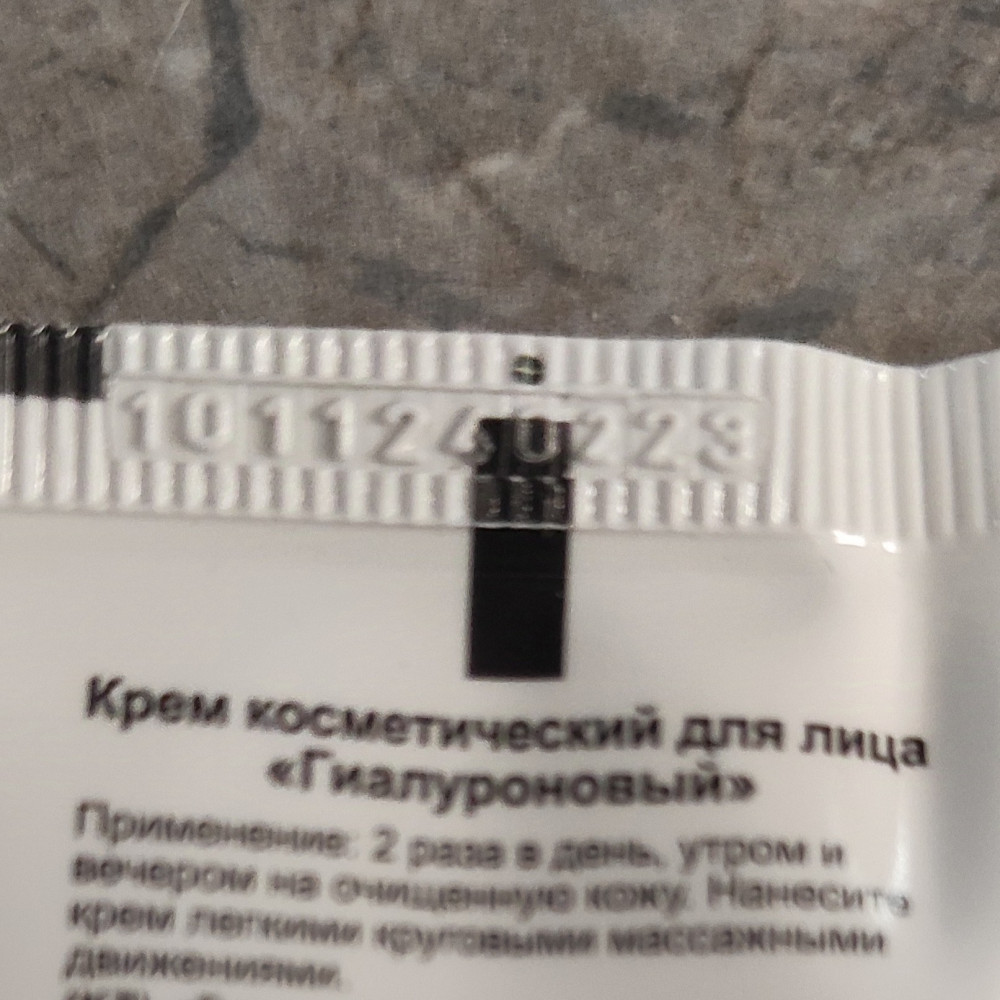 1011240223
Крем косметический для лица
«Гиалуроновый»
Применение: 2 раза в день, утром и
вечером на очищенную кожу. Нанесите
крем легкими круговыми массажными
движениями.